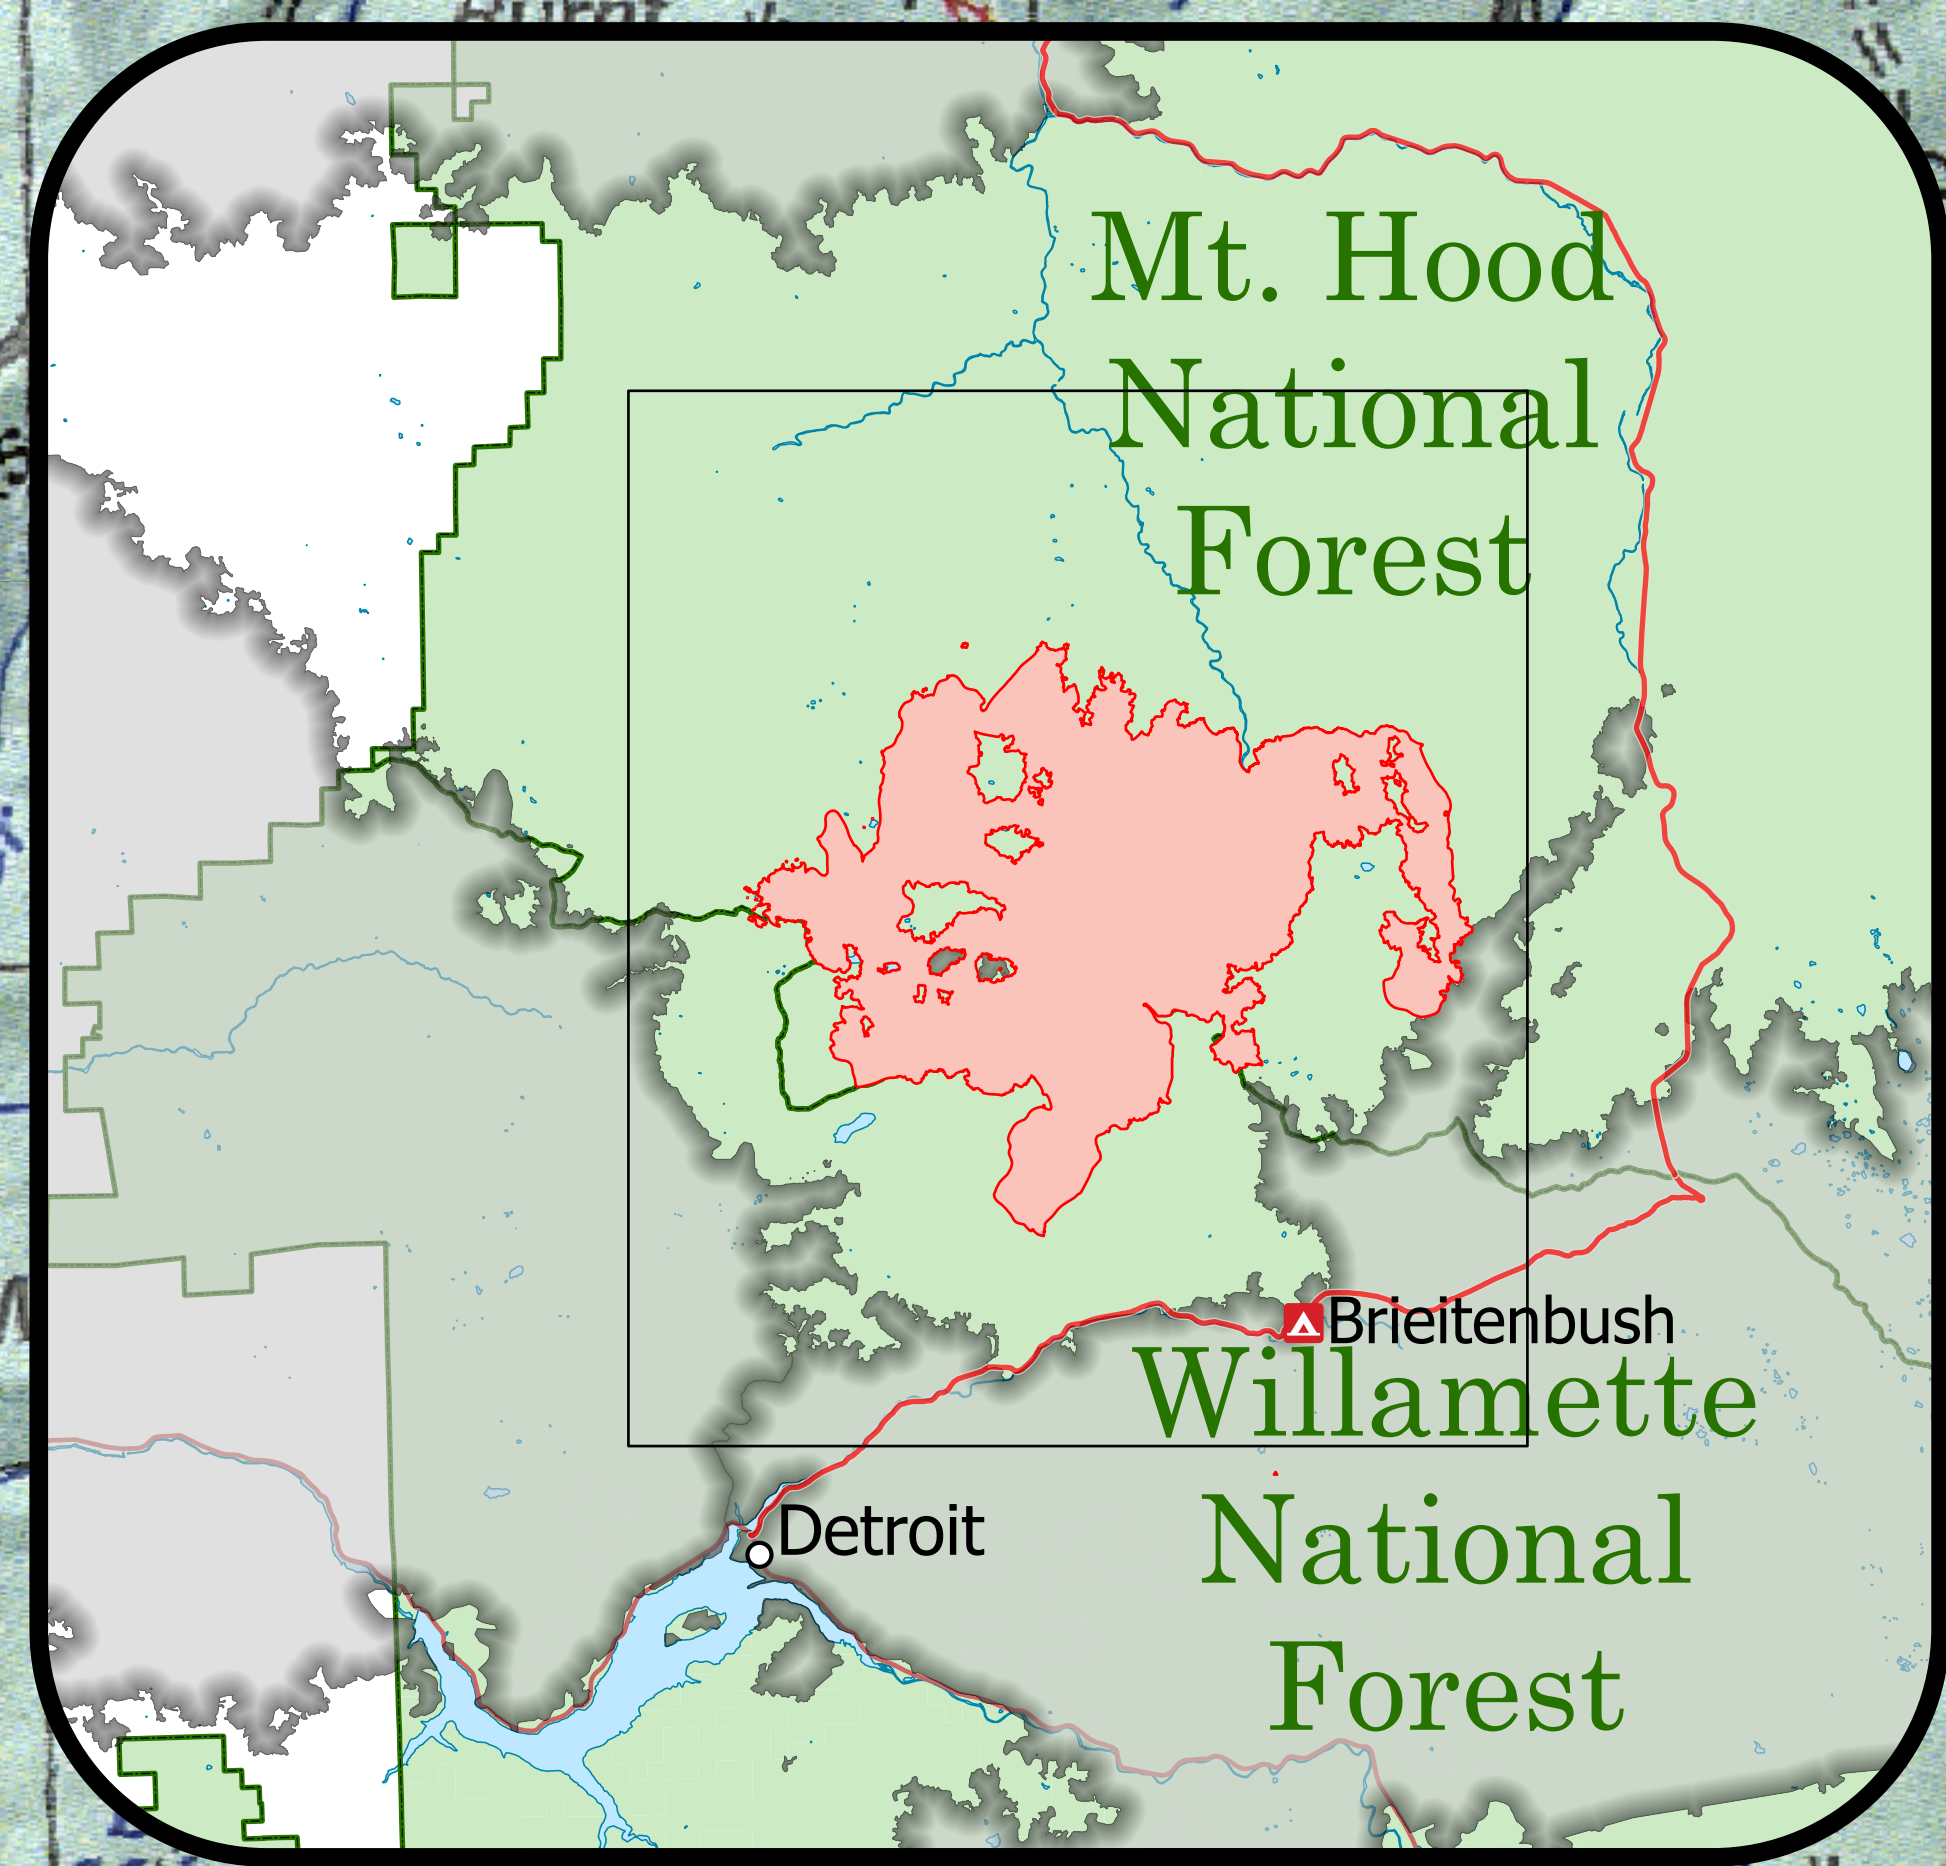 Mt. Hood
National
Forest
Brieitenbush
Willamette
National
Forest
Detroit